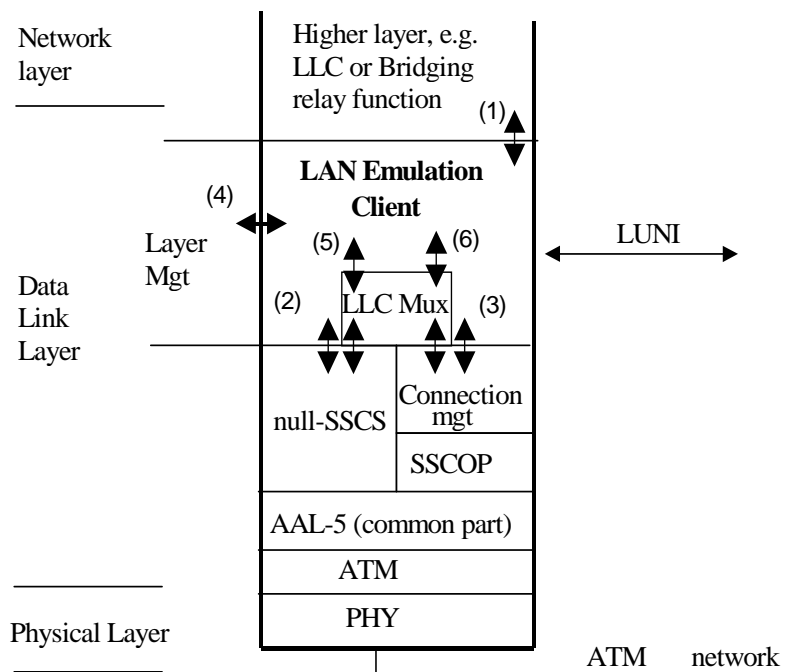 Network
layer
Higher layer, e.g.
LLC or Bridging
relay function
(1)
LAN Emulation
Client
(4)
(5)
(6)
LUNI
Layer
Mgt
Data
Link
Layer
(2)
LLC Mux
(3)
null-SSCS
Connection
mgt
SSCOP
AAL-5 (common part)
ATM
PHY
Physical Layer
ATM network